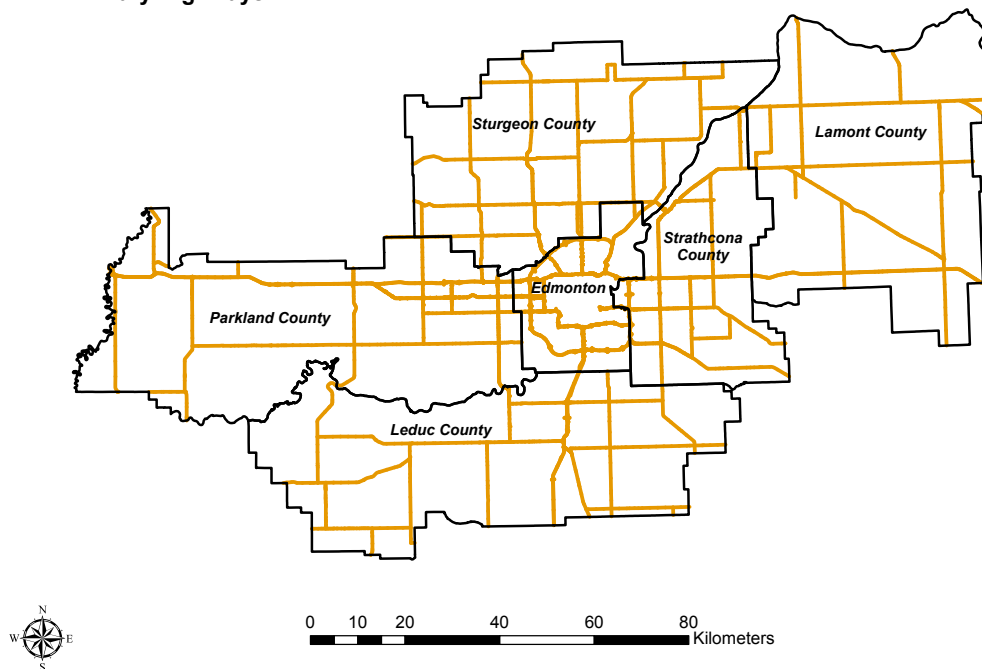 Sturgeon County
Lamont County
Strathcona
County
Edmonton
Parkland County
Leduc County
N
W E
S
0 10 20 40 60 80
Kilometers